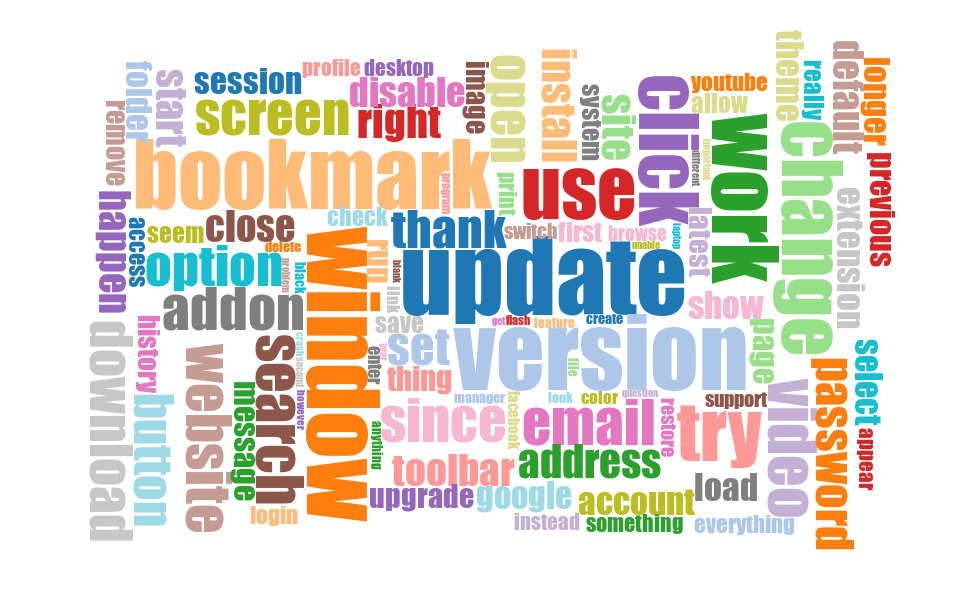 session
profile
desktop
disable
screen
right
image
open
install
system
site
click
youtube
allow
theme
really
default
longer
folder
start
remove
bookmark
program
print
use
different
important
work
change
previous
extension
happen
access
seem
close
delete
option
problem
black
addon
window
check
run
blank
link
thank
switch
first
browse
unable
laptop
latest
update
show
save
get
flash
feature
create
version
set
year
enter
thing
file
page
select
history
download
button
website
message
search
crash
second
however
login
manager
facebook
look
color
question
support
since
email
restore
try
video
password
appear
anything
toolbar
address
load
upgrade
google
account
instead
something
everything